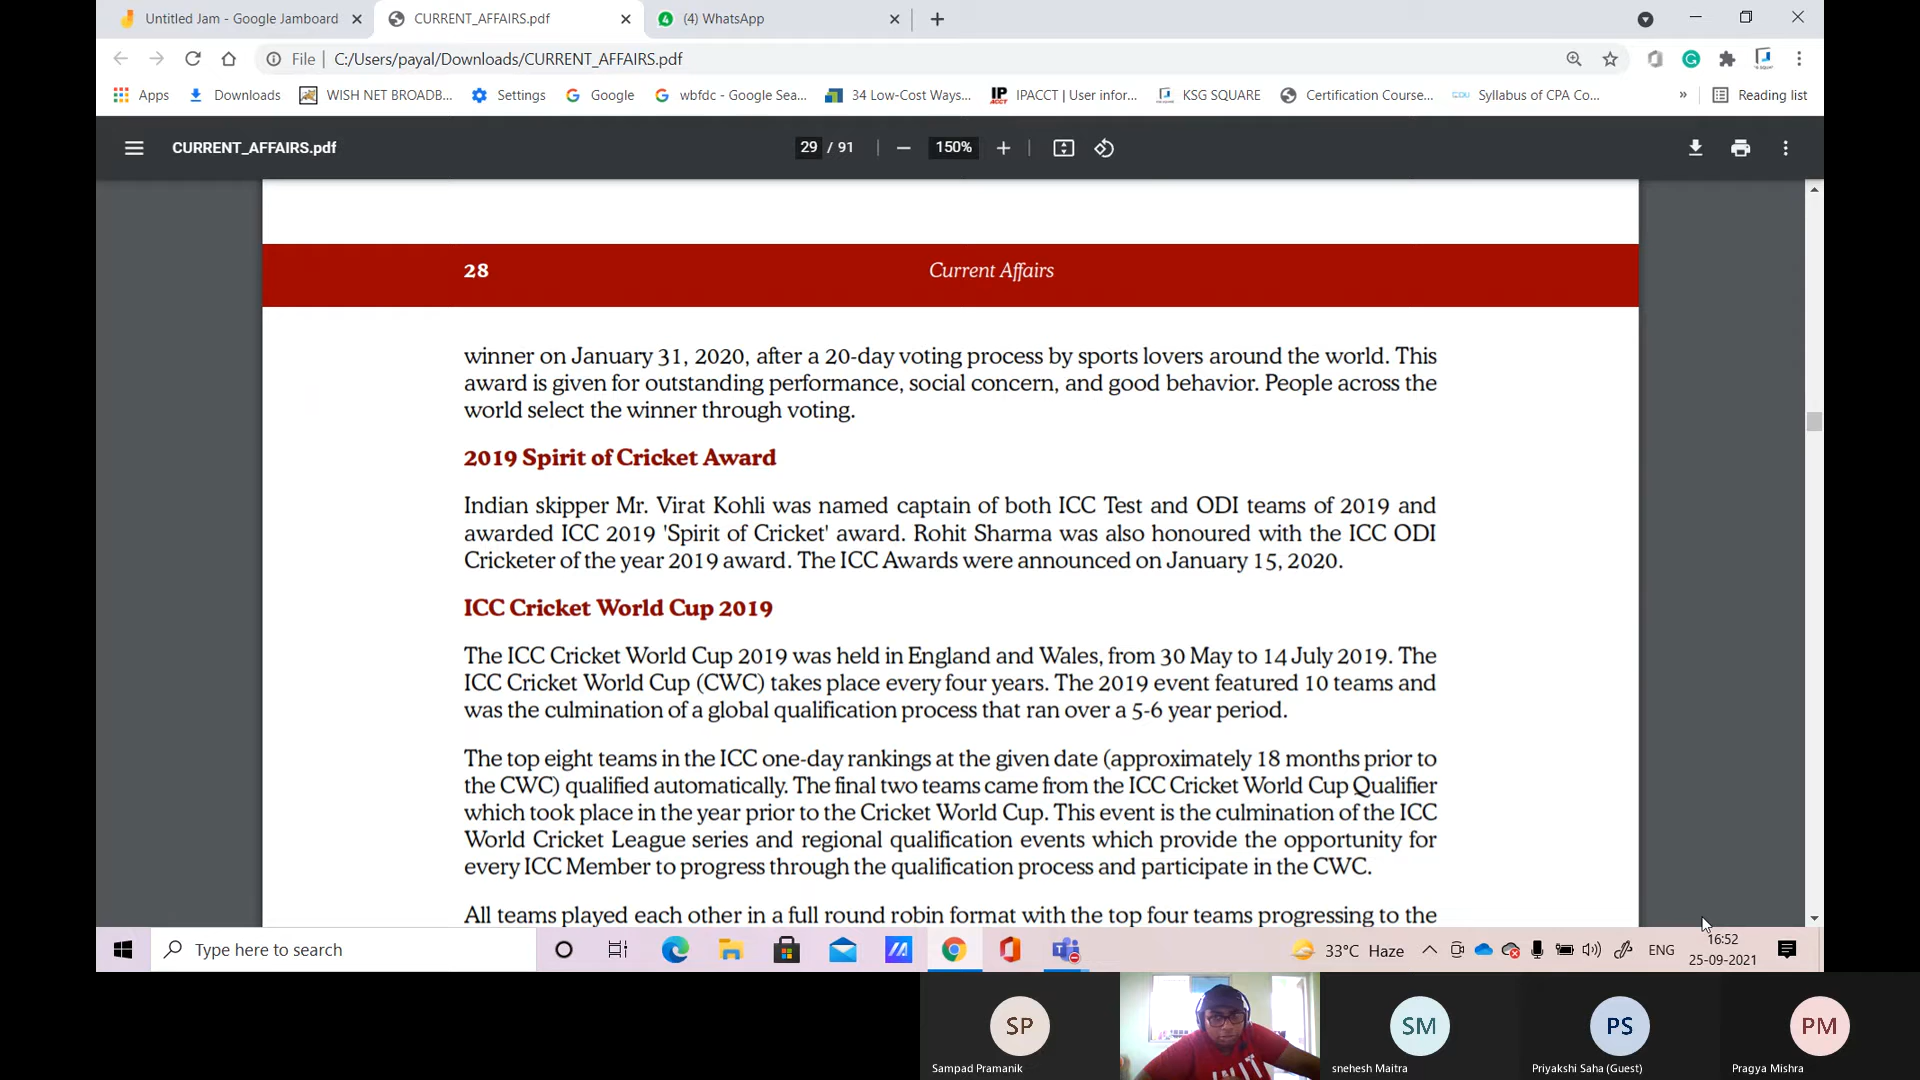 Untitled Jam - Google Jamboard
CURRENT_AFFAIRS.pdf
(4) WhatsApp
File
C:/Users/payal/Downloads/CURRENT_AFFAIRS.pdf
Apps
Downloads
WISH NET BROADB...
Settings
Google
wbfdc - Google Sea...
34 Low-Cost Ways...
IPACCT | User infor...
KSG SQUARE
Certification Course...
Syllabus of CPA Co...
»
Reading list
CURRENT_AFFAIRS.pdf
29 / 91
150%
28
Current Affairs
winner on January 31, 2020, after a 20-day voting process by sports lovers around the world. This
award is given for outstanding performance, social concern, and good behavior. People across the
world select the winner through voting.
2019 Spirit of Cricket Award
Indian skipper Mr. Virat Kohli was named captain of both ICC Test and ODI teams of 2019 and
awarded ICC 2019 'Spirit of Cricket' award. Rohit Sharma was also honoured with the ICC ODI
Cricketer of the year 2019 award. The ICC Awards were announced on January 15, 2020.
ICC Cricket World Cup 2019
The ICC Cricket World Cup 2019 was held in England and Wales, from 30 May to 14 July 2019. The
ICC Cricket World Cup (CWC) takes place every four years. The 2019 event featured 10 teams and
was the culmination of a global qualification process that ran over a 5-6 year period.
The top eight teams in the ICC one-day rankings at the given date (approximately 18 months prior to
the CWC) qualified automatically. The final two teams came from the ICC Cricket World Cup Qualifier
which took place in the year prior to the Cricket World Cup. This event is the culmination of the ICC
World Cricket League series and regional qualification events which provide the opportunity for
every ICC Member to progress through the qualification process and participate in the CWC.
All teams played each other in a full round robin format with the top four teams progressing to the
Type here to search
33°C Haze
ENG
16:52
25-09-2021
SP
SM
PS
PM
Sampad Pramanik
snehesh Maitra
Priyakshi Saha (Guest)
Pragya Mishra